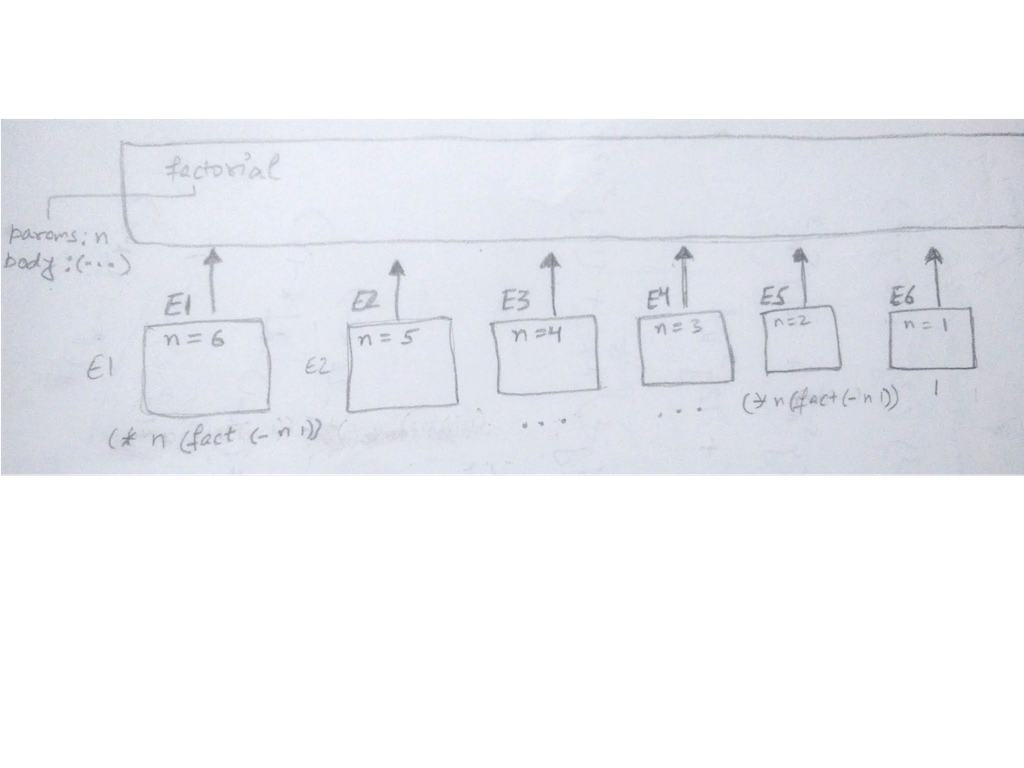 factorial
params: n
body: (...)
E1
E2
E3
E4
E5
E6
n = 6
n = 5
n =4
n = 3
n=2
n = 1
E1
E2
(* n (fact (- n 1))
...
...
(* n (fact (- n 1))
1